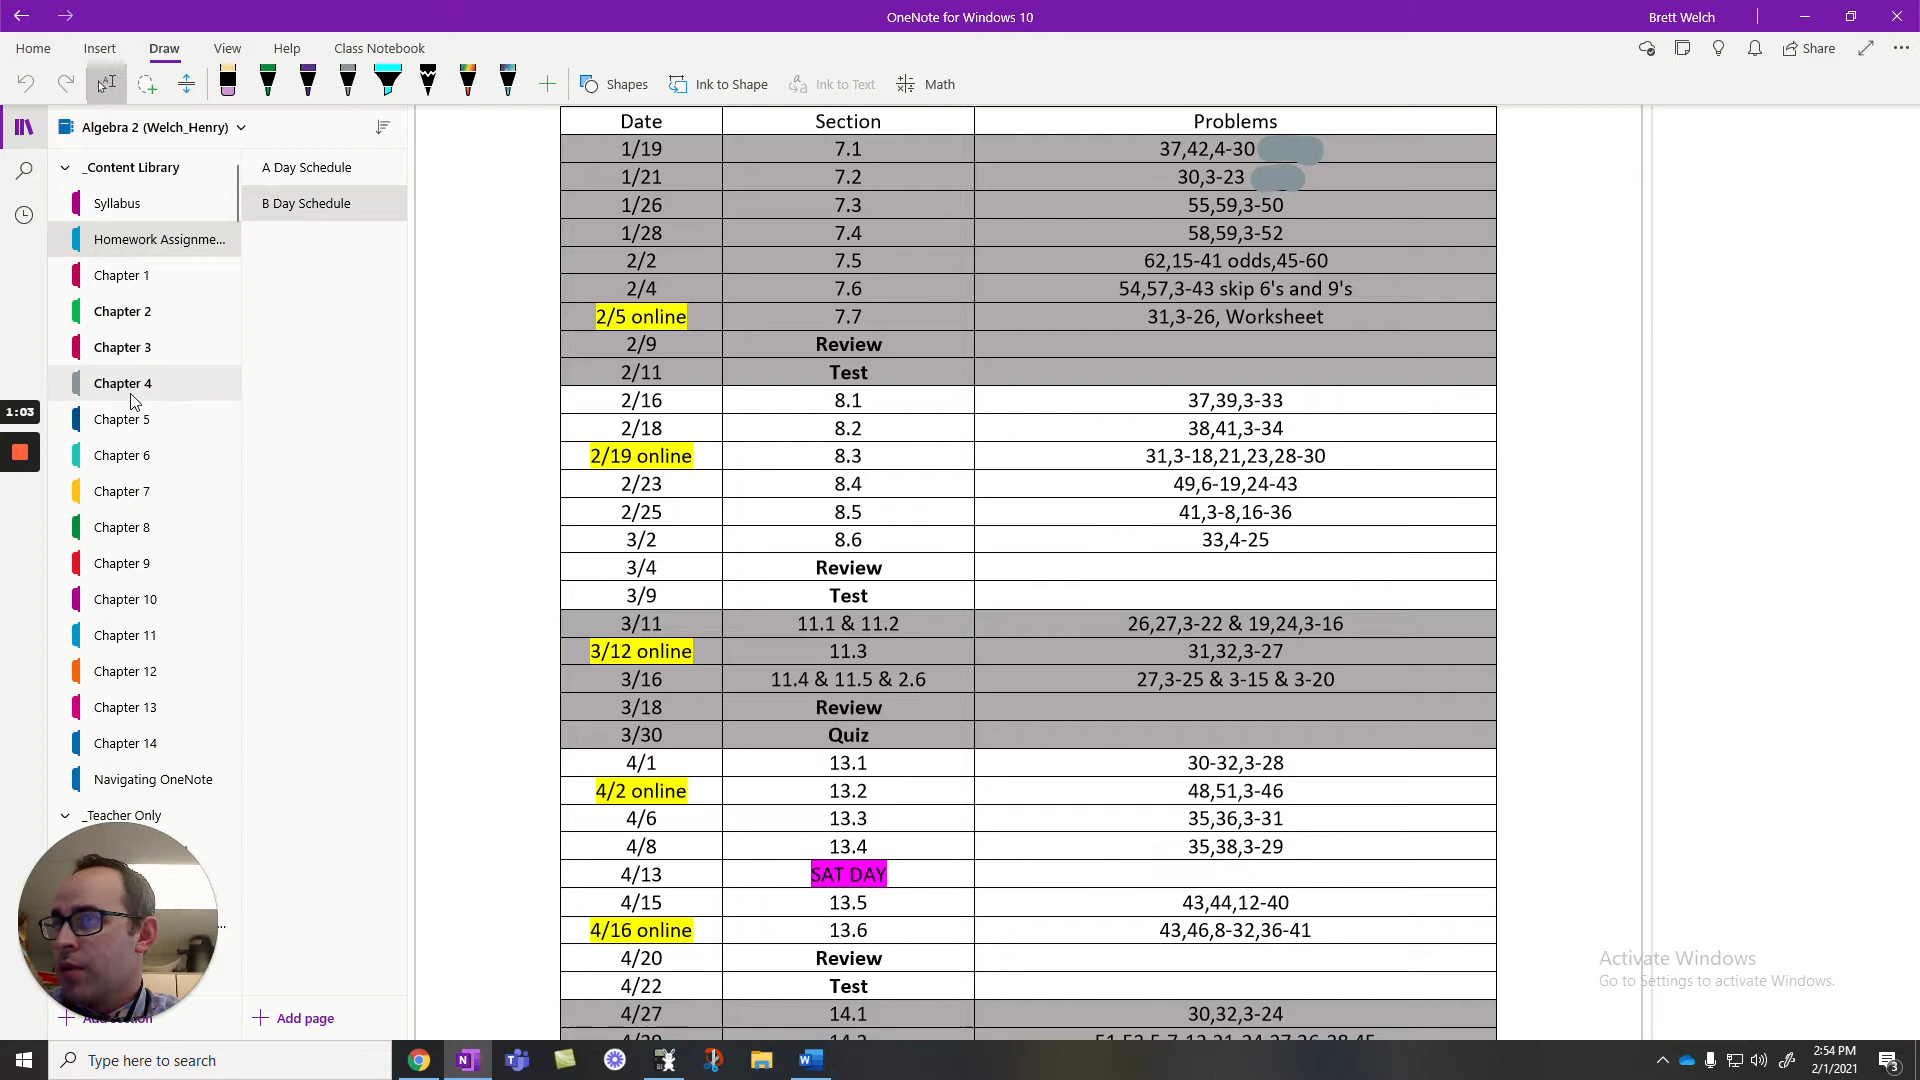 OneNote for Windows 10
Brett Welch
Home Insert Draw View Help Class Notebook
Share
Shapes Ink to Shape Ink to Text Math
Algebra 2 (Welch_Henry)
_Content Library
Syllabus
Homework Assignme...
Chapter 1
Chapter 2
Chapter 3
Chapter 4
Chapter 5
Chapter 6
Chapter 7
Chapter 8
Chapter 9
Chapter 10
Chapter 11
Chapter 12
Chapter 13
Chapter 14
Navigating OneNote
_Teacher Only
A Day Schedule
B Day Schedule
Add page
1:03
Date Section Problems
1/19 7.1 37,42,4-30
1/21 7.2 30,3-23
1/26 7.3 55,59,3-50
1/28 7.4 58,59,3-52
2/2 7.5 62,15-41 odds,45-60
2/4 7.6 54,57,3-43 skip 6's and 9's
2/5 online 7.7 31,3-26, Worksheet
2/9 Review
2/11 Test
2/16 8.1 37,39,3-33
2/18 8.2 38,41,3-34
2/19 online 8.3 31,3-18,21,23,28-30
2/23 8.4 49,6-19,24-43
2/25 8.5 41,3-8,16-36
3/2 8.6 33,4-25
3/4 Review
3/9 Test
3/11 11.1 & 11.2 26,27,3-22 & 19,24,3-16
3/12 online 11.3 31,32,3-27
3/16 11.4 & 11.5 & 2.6 27,3-25 & 3-15 & 3-20
3/18 Review
3/30 Quiz
4/1 13.1 30-32,3-28
4/2 online 13.2 48,51,3-46
4/6 13.3 35,36,3-31
4/8 13.4 35,38,3-29
4/13 SAT DAY
4/15 13.5 43,44,12-40
4/16 online 13.6 43,46,8-32,36-41
4/20 Review
4/22 Test
4/27 14.1 30,32,3-24
Activate Windows
Go to Settings to activate Windows.
Type here to search
2:54 PM
2/1/2021
3